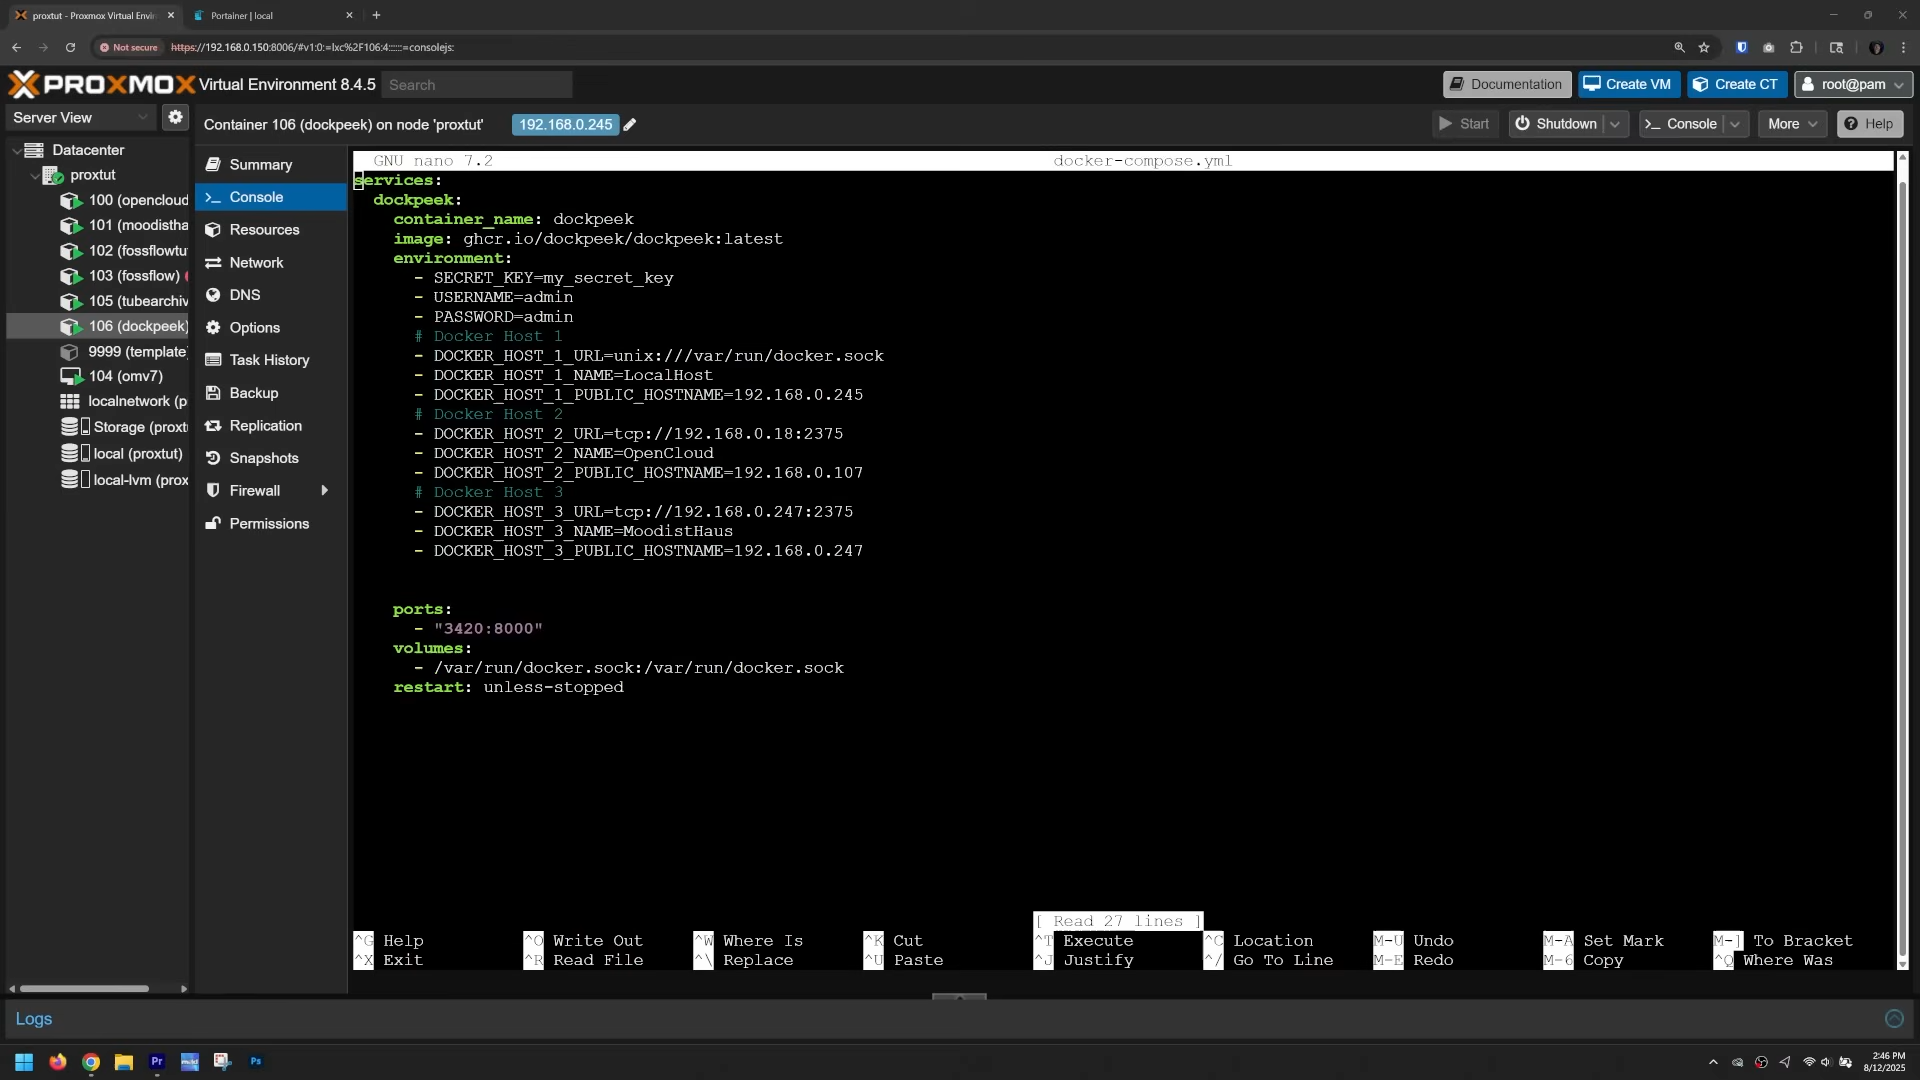 proxtut - Proxmox Virtual Envir
Portainer | local
Not secure
https://192.168.0.150:8006/#v1:0:=lxc%2F106:4::::::=consolejs:
PROXMOX
Virtual Environment 8.4.5
Search
Documentation
Create VM
Create CT
root@pam
Server View
Container 106 (dockpeek) on node 'proxtut'
192.168.0.245
Start
Shutdown
Console
More
Help
Datacenter
proxtut
100 (opencloud
101 (moodistha
102 (fossflowtu
103 (fossflow)
105 (tubearchiv
106 (dockpeek)
9999 (template
104 (omv7)
localnetwork (p
Storage (proxt
local (proxtut)
local-lvm (prox
Summary
Console
Resources
Network
DNS
Options
Task History
Backup
Replication
Snapshots
Firewall
Permissions
GNU nano 7.2 docker-compose.yml
services:
dockpeek:
container_name: dockpeek
image: ghcr.io/dockpeek/dockpeek:latest
environment:
- SECRET_KEY=my_secret_key
- USERNAME=admin
- PASSWORD=admin
# Docker Host 1
- DOCKER_HOST_1_URL=unix:///var/run/docker.sock
- DOCKER_HOST_1_NAME=LocalHost
- DOCKER_HOST_1_PUBLIC_HOSTNAME=192.168.0.245
# Docker Host 2
- DOCKER_HOST_2_URL=tcp://192.168.0.18:2375
- DOCKER_HOST_2_NAME=OpenCloud
- DOCKER_HOST_2_PUBLIC_HOSTNAME=192.168.0.107
# Docker Host 3
- DOCKER_HOST_3_URL=tcp://192.168.0.247:2375
- DOCKER_HOST_3_NAME=MoodistHaus
- DOCKER_HOST_3_PUBLIC_HOSTNAME=192.168.0.247
ports:
- "3420:8000"
volumes:
- /var/run/docker.sock:/var/run/docker.sock
restart: unless-stopped
[ Read 27 lines ]
^G Help ^O Write Out ^W Where Is ^K Cut ^T Execute ^C Location M-U Undo M-A Set Mark M-] To Bracket
^X Exit ^R Read File ^\ Replace ^U Paste ^J Justify ^/ Go To Line M-E Redo M-6 Copy ^Q Where Was
Logs
Pr
Ps
2:46 PM
8/12/2025